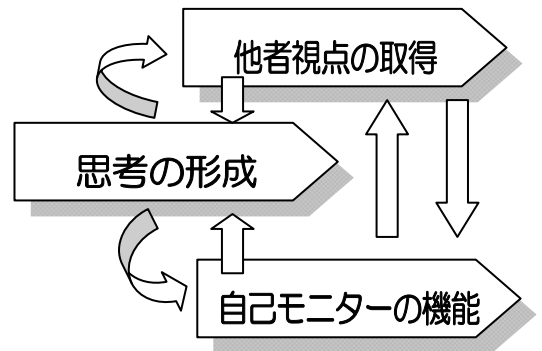 他者視点の取得
思考の形成
自己モニターの機能